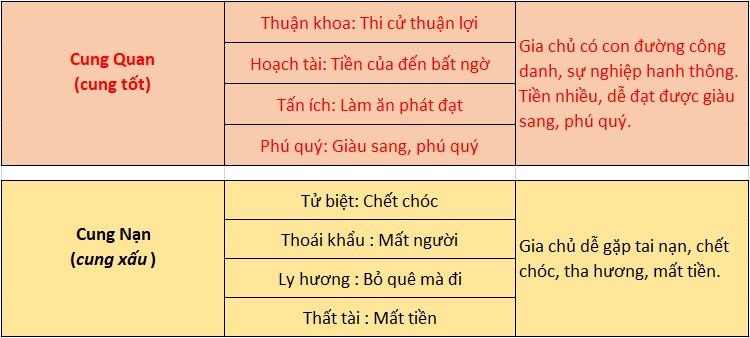 Cung Quan
(cung tốt)
Thuận khoa: Thi cử thuận lợi
Hoạch tài: Tiền của đến bất ngờ
Tấn ích: Làm ăn phát đạt
Phú quý: Giàu sang, phú quý
Gia chủ có con đường công
danh, sự nghiệp hanh thông.
Tiền nhiều, dễ đạt được giàu
sang, phú quý.
Cung Nạn
(cung xấu )
Tử biệt: Chết chóc
Thoái khẩu : Mất người
Ly hương : Bỏ quê mà đi
Thất tài : Mất tiền
Gia chủ dễ gặp tai nạn, chết
chóc, tha hương, mất tiền.